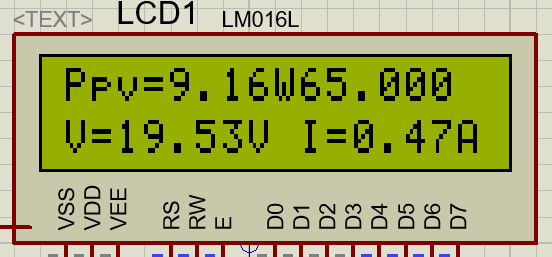 <TEXT> LCD1 LM016L
Ppv=9.16W65.000
V=19.53V I=0.47A
VSS VDD VEE RS RW E D0 D1 D2 D3 D4 D5 D6 D7